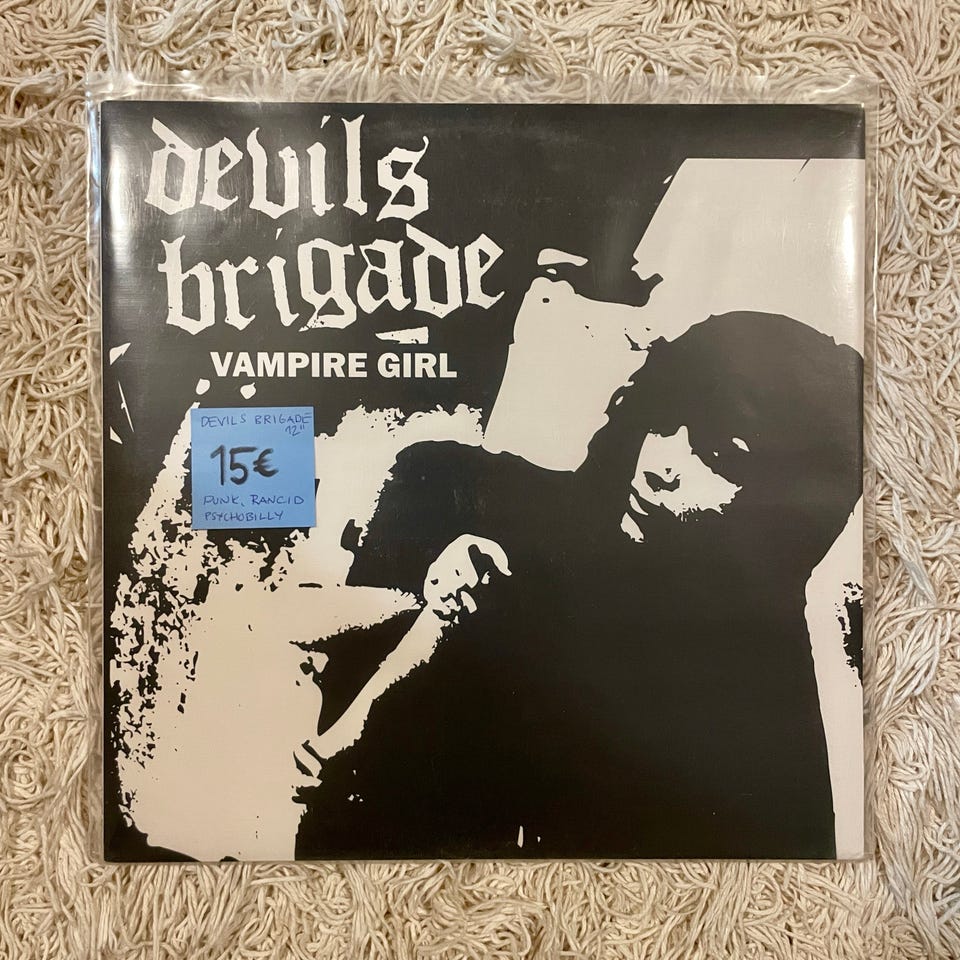 devils
brigade
VAMPIRE GIRL
DEVILS BRIGADE
12"
15€
PUNK, RANCID
PSYCHOBILLY